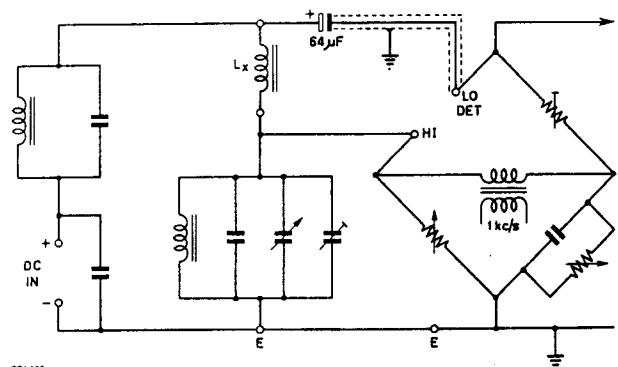 +
64µF
Lx
LO
DET
HI
1kc/s
+
DC
IN
-
E
E